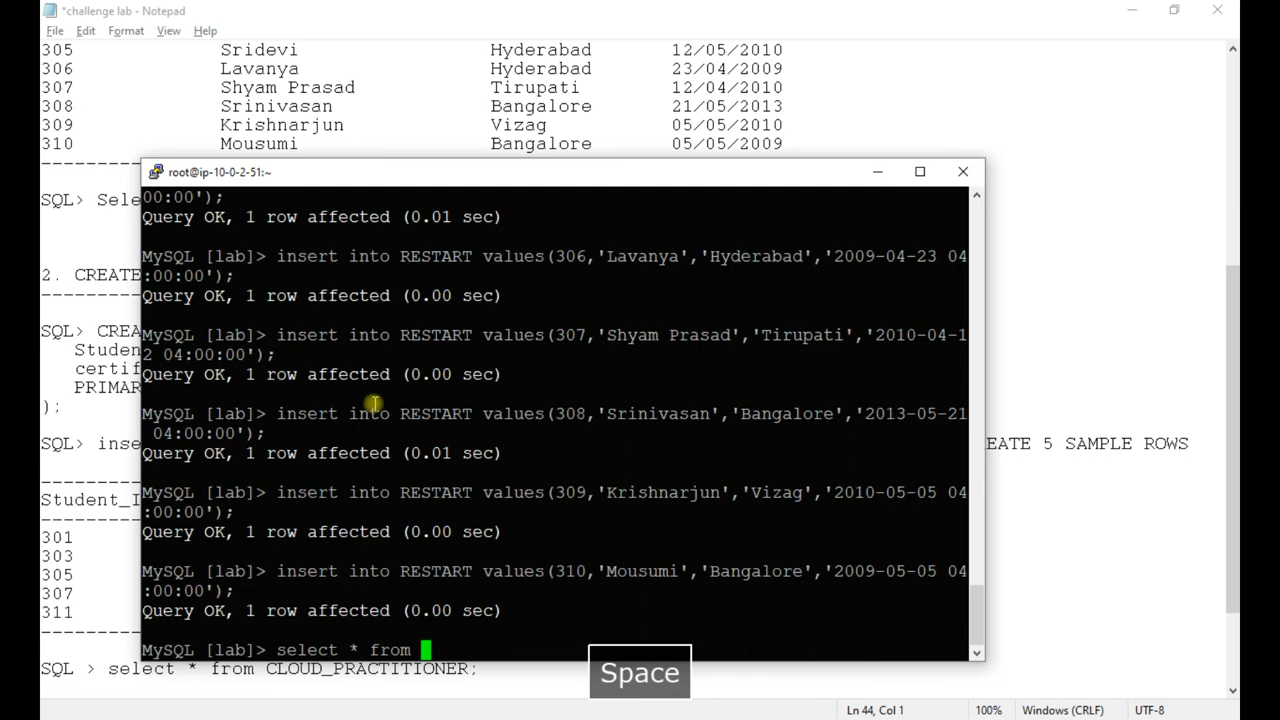 *challenge lab - Notepad
File Edit Format View Help
305 Sridevi Hyderabad 12/05/2010
306 Lavanya Hyderabad 23/04/2009
307 Shyam Prasad Tirupati 12/04/2010
308 Srinivasan Bangalore 21/05/2013
309 Krishnarjun Vizag 05/05/2010
310 Mousumi Bangalore 05/05/2009
SQL> Sele
2. CREATE
SQL> CREA
Student
certif
PRIMAR
);
SQL> inse EATE 5 SAMPLE ROWS
Student_I
301
303
305
307
311
SQL > select * from CLOUD_PRACTITIONER;
root@ip-10-0-2-51:~
00:00');
Query OK, 1 row affected (0.01 sec)
MySQL [lab]> insert into RESTART values(306,'Lavanya','Hyderabad','2009-04-23 04
:00:00');
Query OK, 1 row affected (0.00 sec)
MySQL [lab]> insert into RESTART values(307,'Shyam Prasad','Tirupati','2010-04-1
2 04:00:00');
Query OK, 1 row affected (0.00 sec)
MySQL [lab]> insert into RESTART values(308,'Srinivasan','Bangalore','2013-05-21
04:00:00');
Query OK, 1 row affected (0.01 sec)
MySQL [lab]> insert into RESTART values(309,'Krishnarjun','Vizag','2010-05-05 04
:00:00');
Query OK, 1 row affected (0.00 sec)
MySQL [lab]> insert into RESTART values(310,'Mousumi','Bangalore','2009-05-05 04
:00:00');
Query OK, 1 row affected (0.00 sec)
MySQL [lab]> select * from
Space
Ln 44, Col 1 100% Windows (CRLF) UTF-8